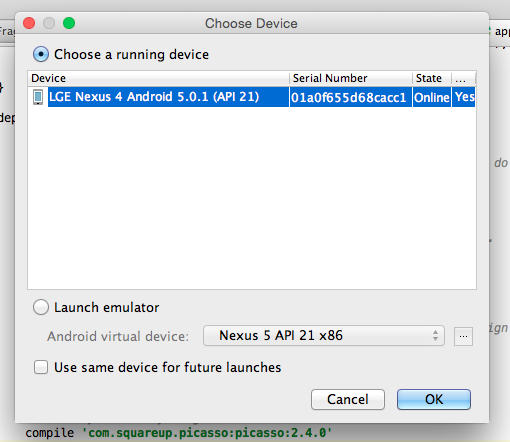 Choose Device
Frag
app
Choose a running device
Device Serial Number State ...
}
LGE Nexus 4 Android 5.0.1 (API 21) 01a0f655d68cacc1 Online Yes
dep
do
Launch emulator
ign
Android virtual device: Nexus 5 API 21 x86 ...
Use same device for future launches
Cancel OK
compile 'com.squareup.picasso:picasso:2.4.0'